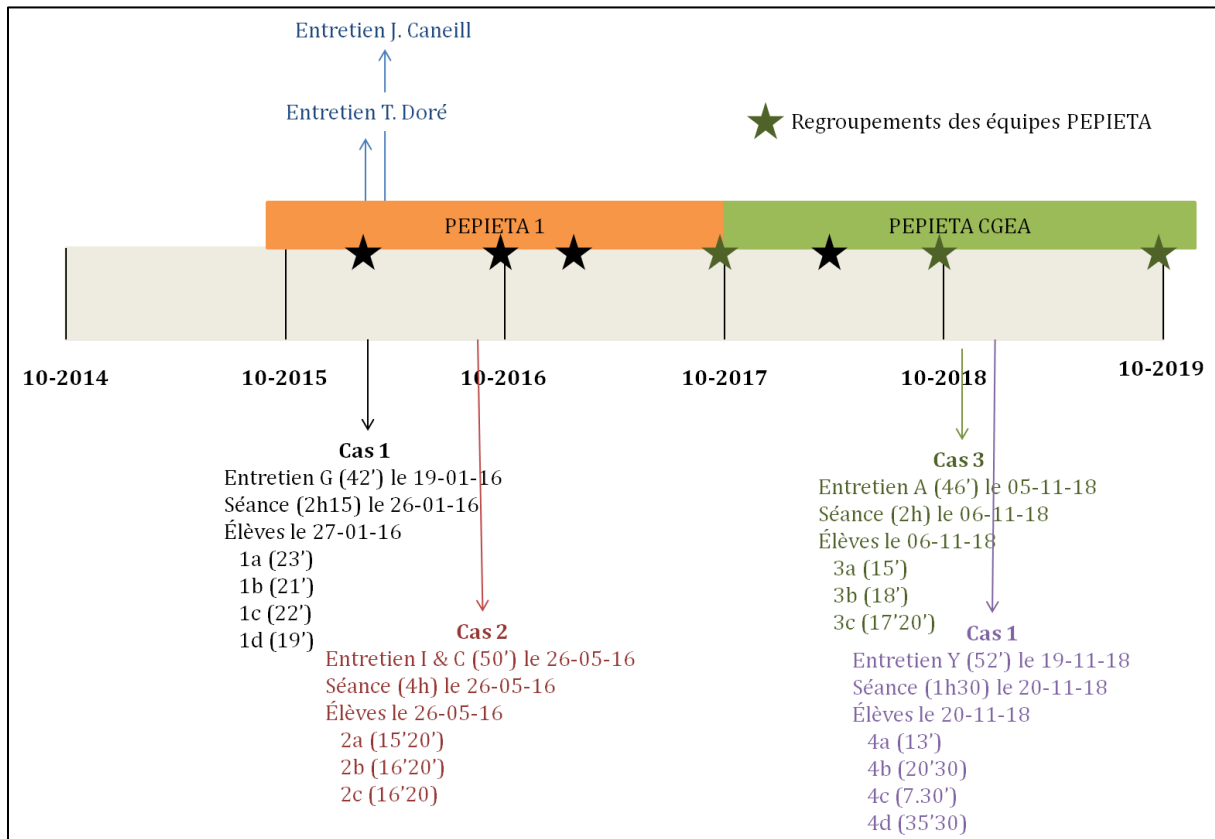 Entretien J. Caneill
Entretien T. Doré
Regroupements des équipes PEPIETA
PEPIETA 1
PEPIETA CGEA
10-2014
10-2015
10-2016
10-2017
10-2018
10-2019
Cas 1
Entretien G (42’) le 19-01-16
Séance (2h15) le 26-01-16
Élèves le 27-01-16
1a (23’)
1b (21’)
1c (22’)
1d (19’)
Cas 2
Entretien I & C (50’) le 26-05-16
Séance (4h) le 26-05-16
Élèves le 26-05-16
2a (15’20’)
2b (16’20’)
2c (16’20)
Cas 3
Entretien A (46’) le 05-11-18
Séance (2h) le 06-11-18
Élèves le 06-11-18
3a (15’)
3b (18’)
3c (17’20’)
Cas 1
Entretien Y (52’) le 19-11-18
Séance (1h30) le 20-11-18
Élèves le 20-11-18
4a (13’)
4b (20’30)
4c (7.30’)
4d (35’30)